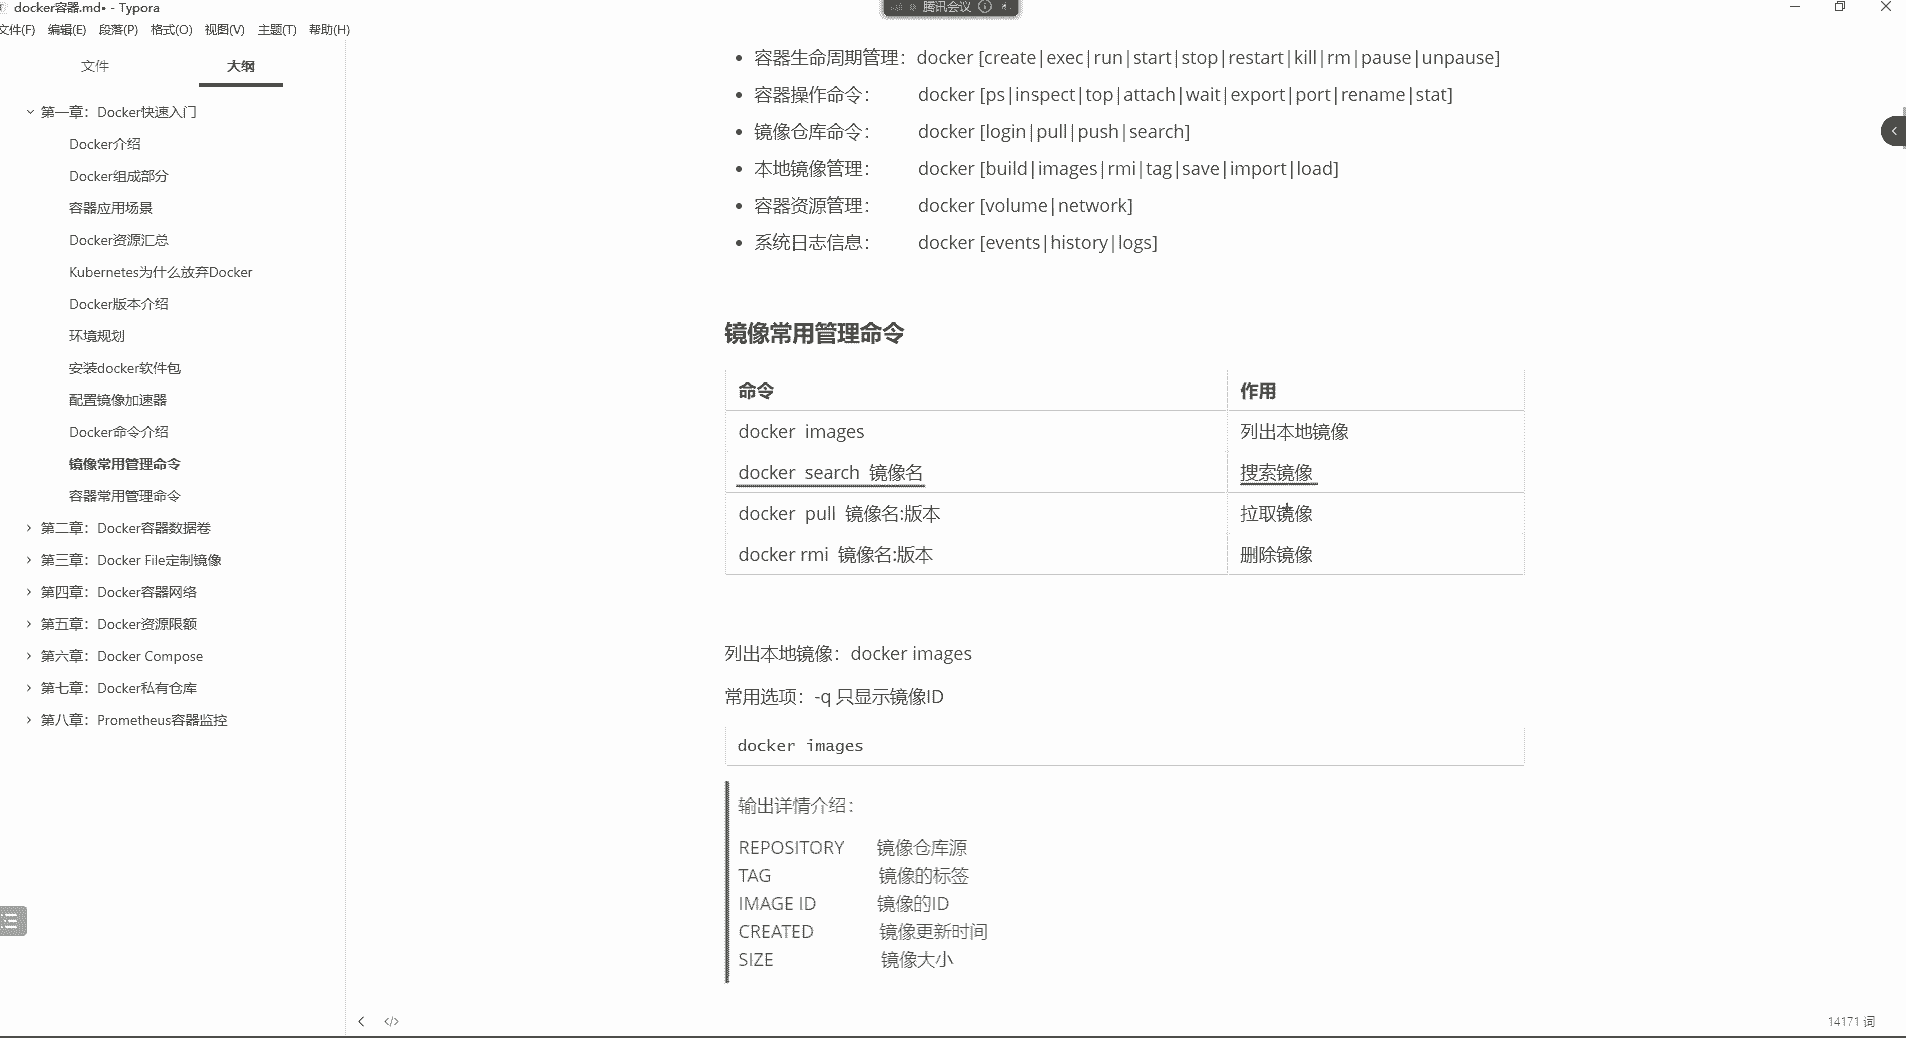 docker容器.md• - Typora
腾讯会议
文件(F) 编辑(E) 段落(P) 格式(O) 视图(V) 主题(T) 帮助(H)
文件 大纲
第一章：Docker快速入门
Docker介绍
Docker组成部分
容器应用场景
Docker资源汇总
Kubernetes为什么放弃Docker
Docker版本介绍
环境规划
安装docker软件包
配置镜像加速器
Docker命令介绍
镜像常用管理命令
容器常用管理命令
第二章：Docker容器数据卷
第三章：Docker File定制镜像
第四章：Docker容器网络
第五章：Docker资源限额
第六章：Docker Compose
第七章：Docker私有仓库
第八章：Prometheus容器监控
• 容器生命周期管理：docker [create|exec|run|start|stop|restart|kill|rm|pause|unpause]
• 容器操作命令： docker [ps|inspect|top|attach|wait|export|port|rename|stat]
• 镜像仓库命令： docker [login|pull|push|search]
• 本地镜像管理： docker [build|images|rmi|tag|save|import|load]
• 容器资源管理： docker [volume|network]
• 系统日志信息： docker [events|history|logs]
镜像常用管理命令
命令 作用
docker images 列出本地镜像
docker search 镜像名 搜索镜像
docker pull 镜像名:版本 拉取镜像
docker rmi 镜像名:版本 删除镜像
列出本地镜像：docker images
常用选项：-q 只显示镜像ID
docker images
输出详情介绍：
REPOSITORY 镜像仓库源
TAG 镜像的标签
IMAGE ID 镜像的ID
CREATED 镜像更新时间
SIZE 镜像大小
</> 14171 词